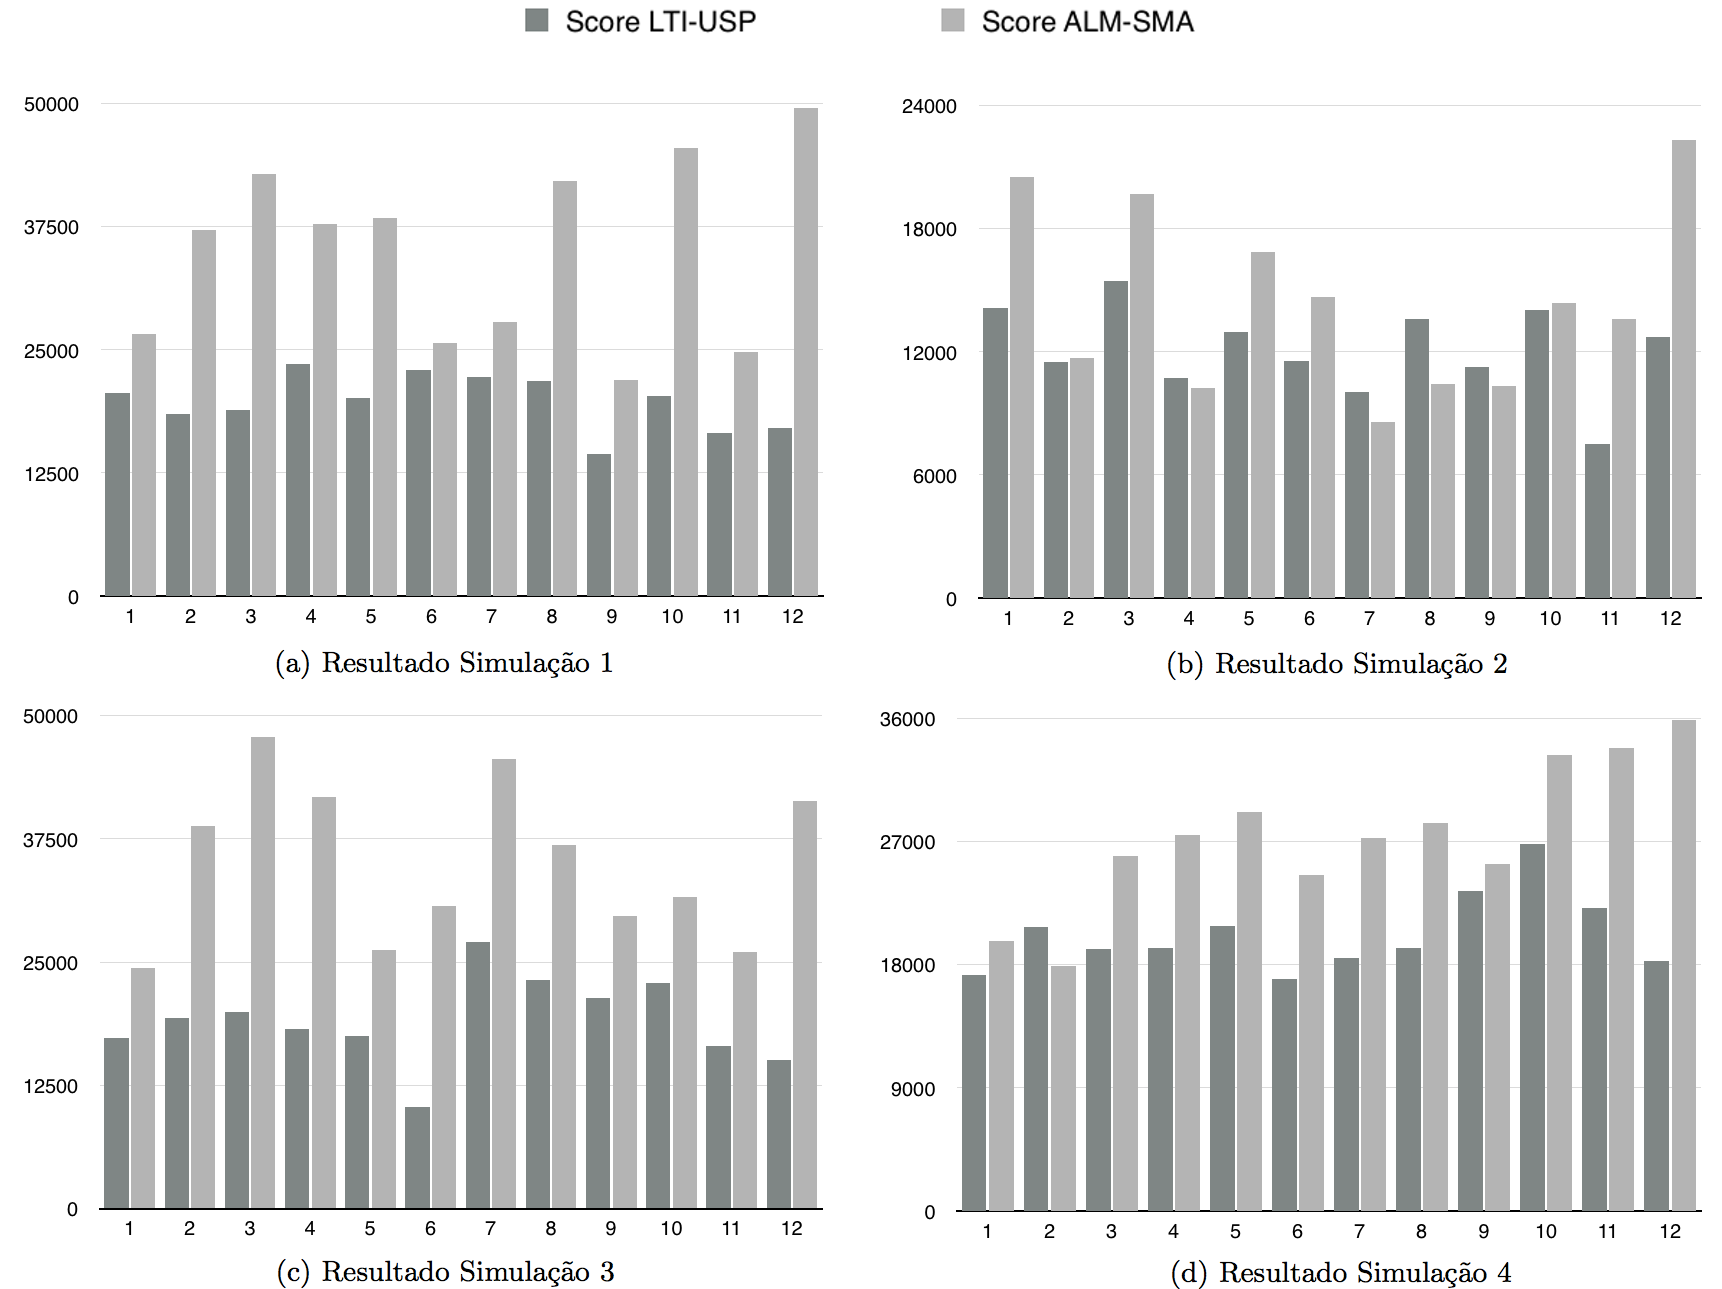 Score LTI-USP
Score ALM-SMA
50000
37500
25000
12500
0
1 2 3 4 5 6 7 8 9 10 11 12
(a) Resultado Simulação 1
24000
18000
12000
6000
0
1 2 3 4 5 6 7 8 9 10 11 12
(b) Resultado Simulação 2
50000
37500
25000
12500
0
1 2 3 4 5 6 7 8 9 10 11 12
(c) Resultado Simulação 3
36000
27000
18000
9000
0
1 2 3 4 5 6 7 8 9 10 11 12
(d) Resultado Simulação 4